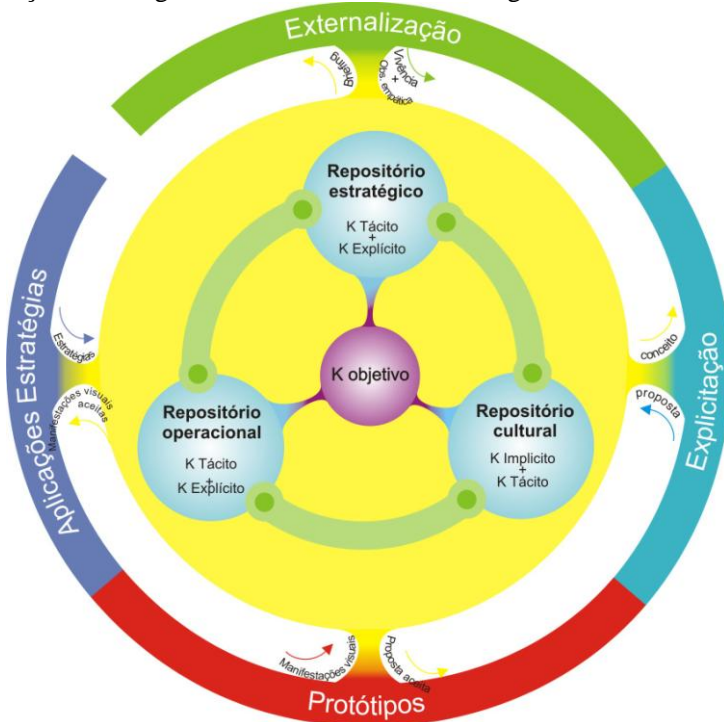 Externalização
Briefing
Vivência
+
Obs. empática
Repositório
estratégico
K Tácito
+
K Explícito
Aplicações Estratégias
Estratégias
Manifestações visuais
aceitas
K objetivo
conceito
proposta
Explicitação
Repositório
operacional
K Tácito
+
K Explícito
Repositório
cultural
K Implicito
+
K Tácito
Manifestações visuais
Proposta aceita
Protótipos